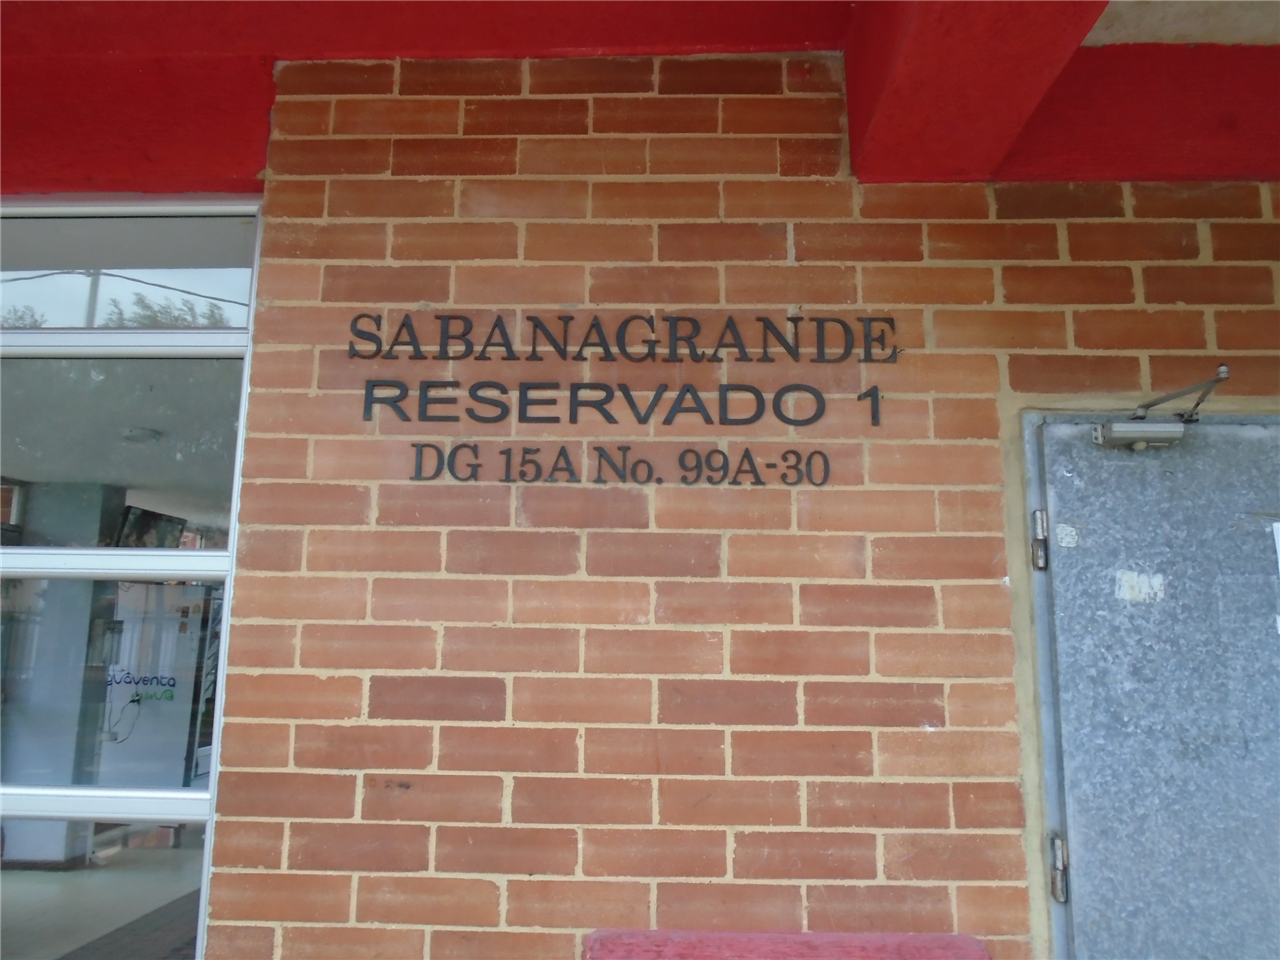 SABANAGRANDE
RESERVADO 1
DG 15A No. 99A-30